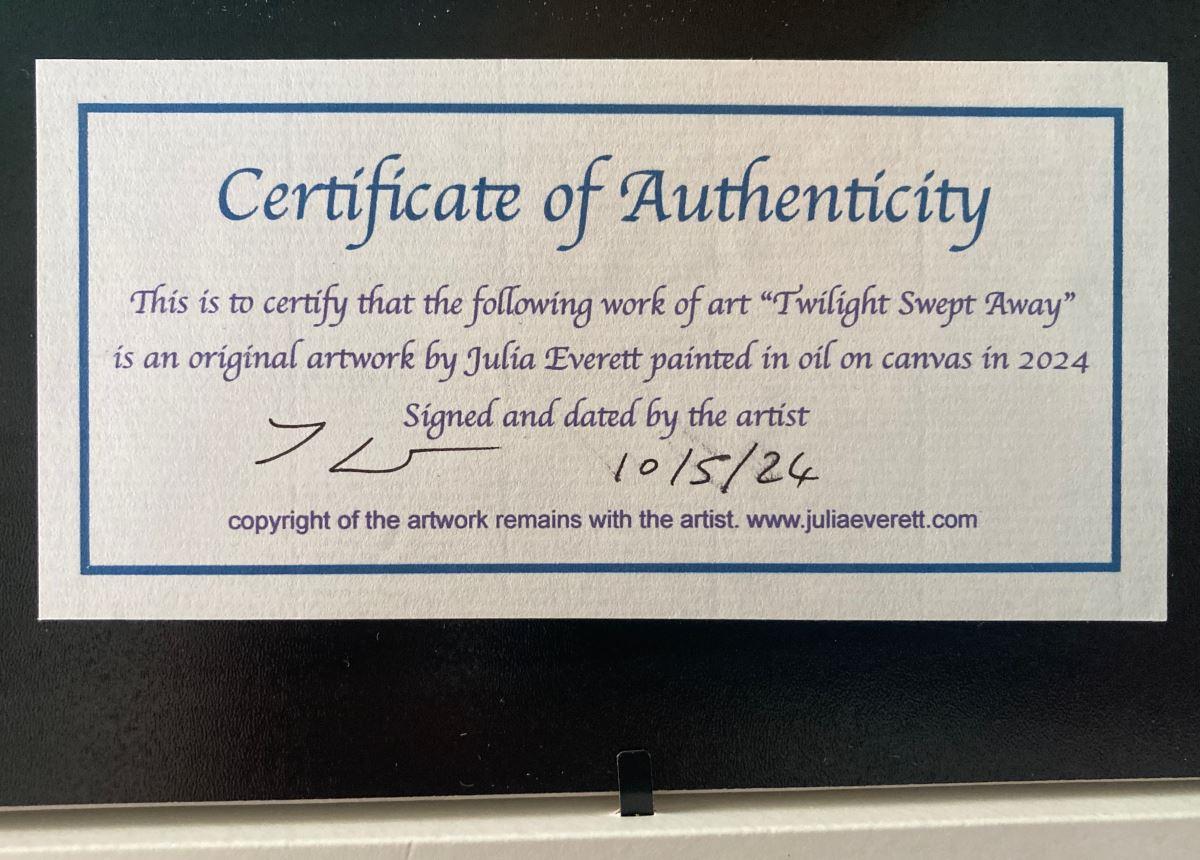 Certificate of Authenticity
This is to certify that the following work of art “Twilight Swept Away”
is an original artwork by Julia Everett painted in oil on canvas in 2024
Signed and dated by the artist
10/5/24
copyright of the artwork remains with the artist. www.juliaeverett.com